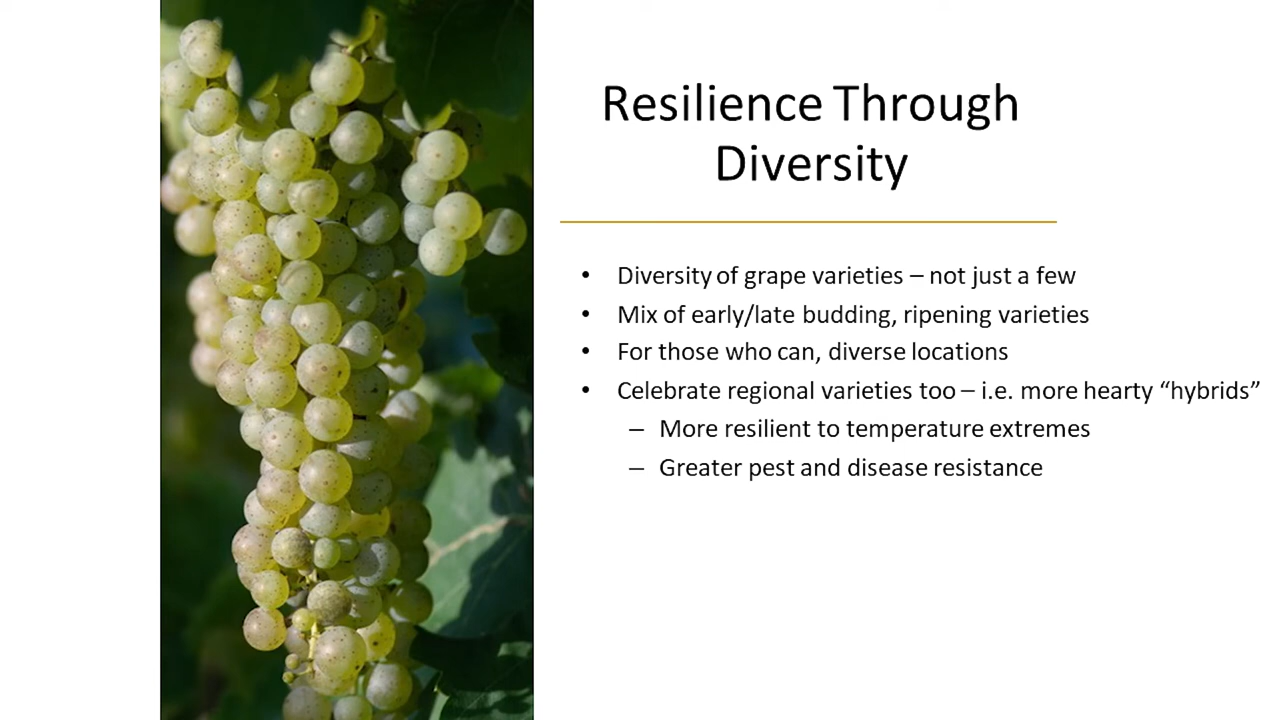 Resilience Through
Diversity
• Diversity of grape varieties – not just a few
• Mix of early/late budding, ripening varieties
• For those who can, diverse locations
• Celebrate regional varieties too – i.e. more hearty “hybrids”
– More resilient to temperature extremes
– Greater pest and disease resistance